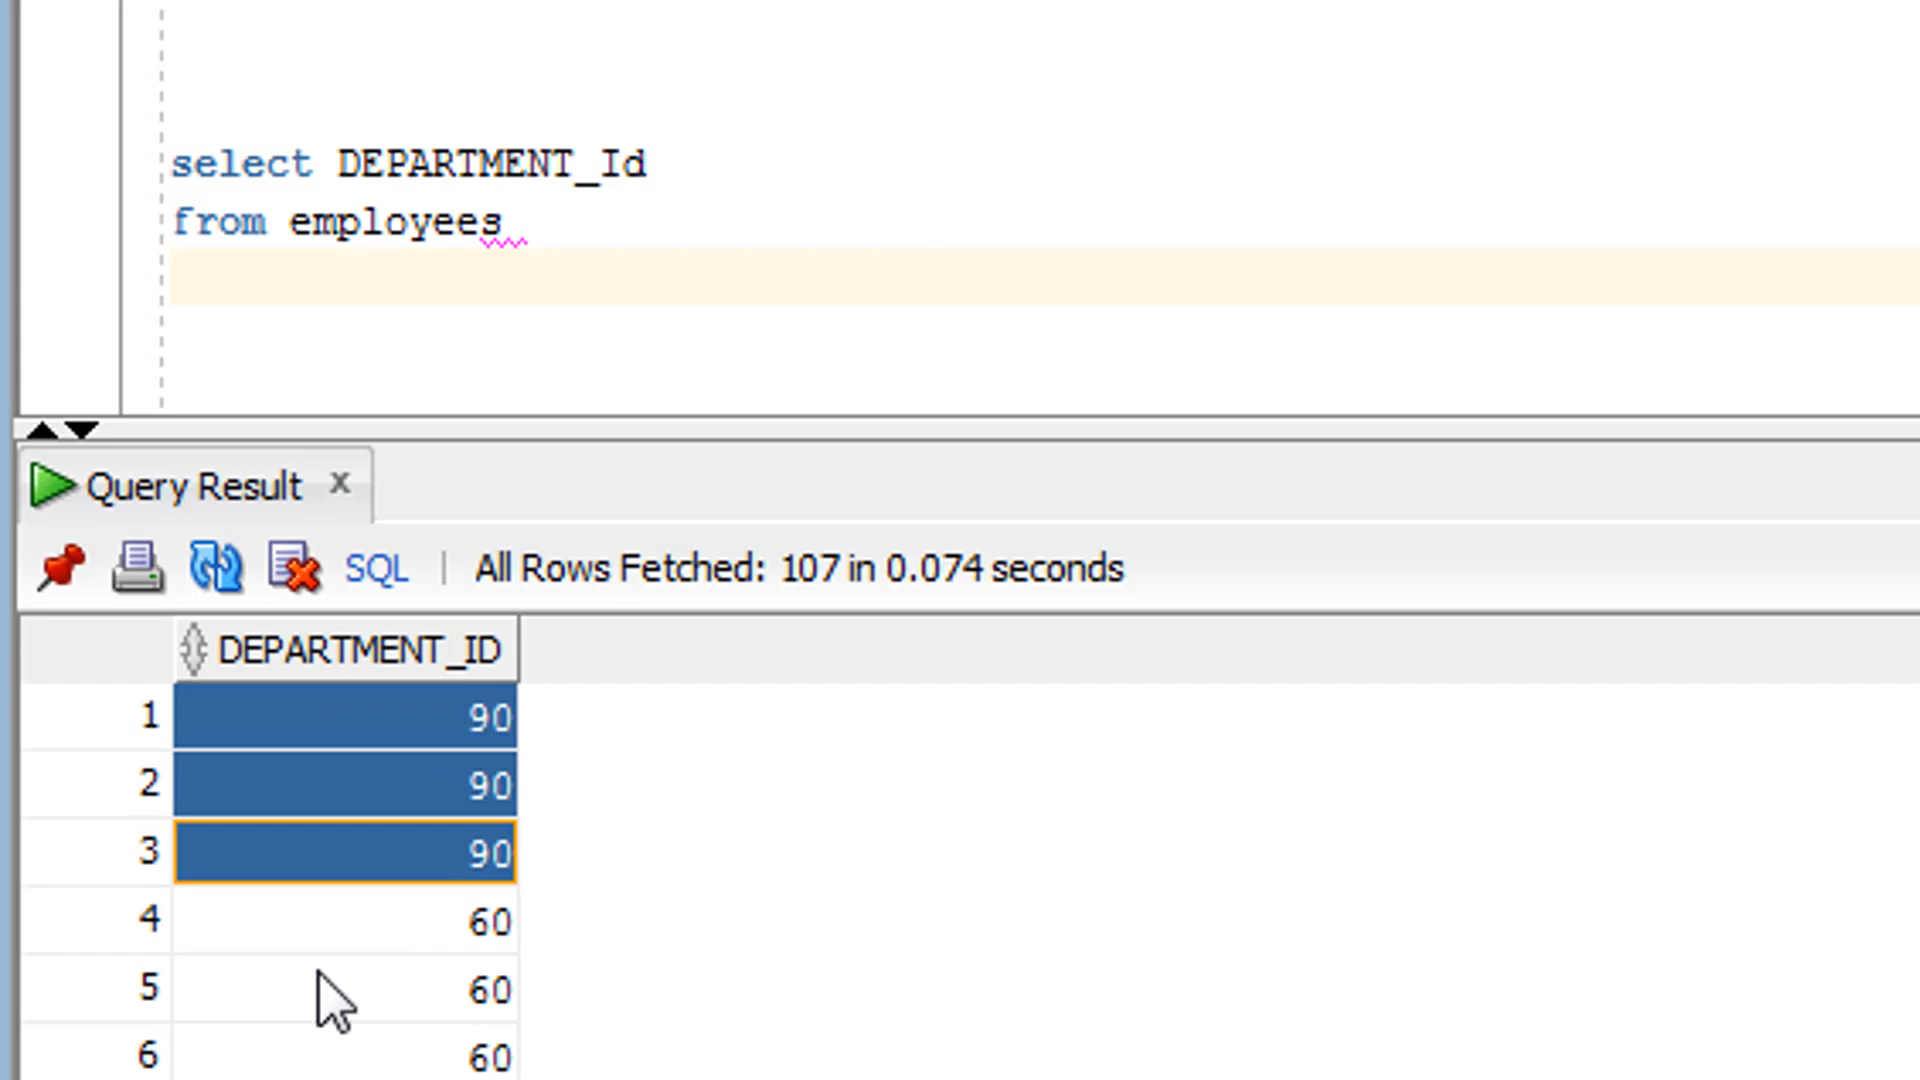 select DEPARTMENT_Id
from employees
Query Result x
SQL | All Rows Fetched: 107 in 0.074 seconds
DEPARTMENT_ID
1 90
2 90
3 90
4 60
5 60
6 60